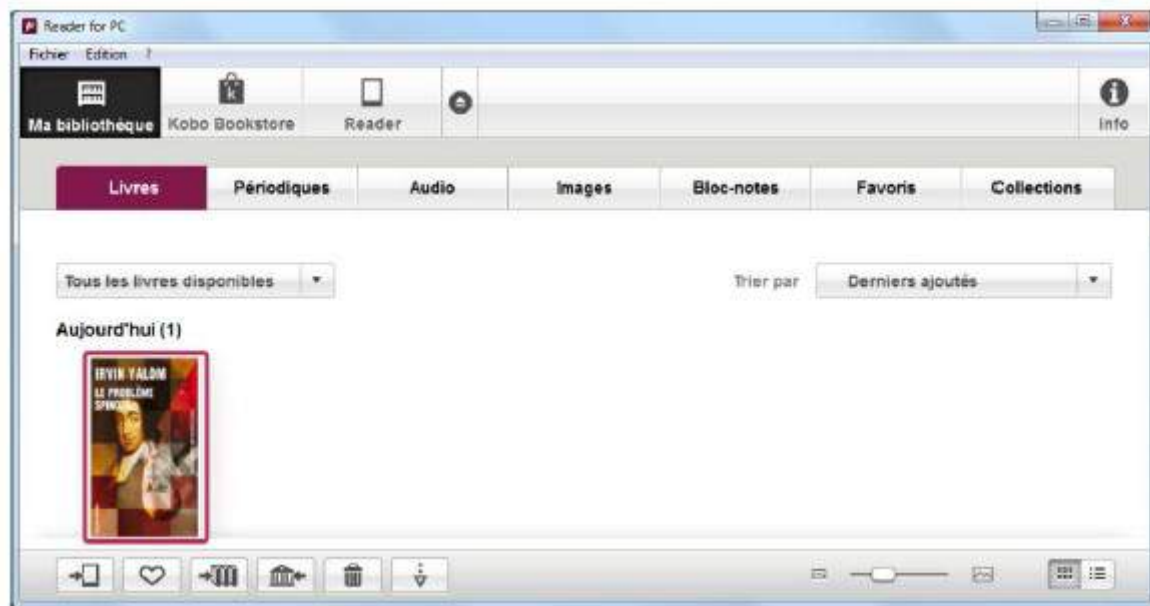 Reader for PC
Fichier Edition ?
Ma bibliothèque Kobo Bookstore Reader Info
Livres Périodiques Audio Images Bloc-notes Favoris Collections
Tous les livres disponibles Trier par Derniers ajoutés
Aujourd'hui (1)
IRVIN YALOM
LE PROBLÈME
SPINOZA